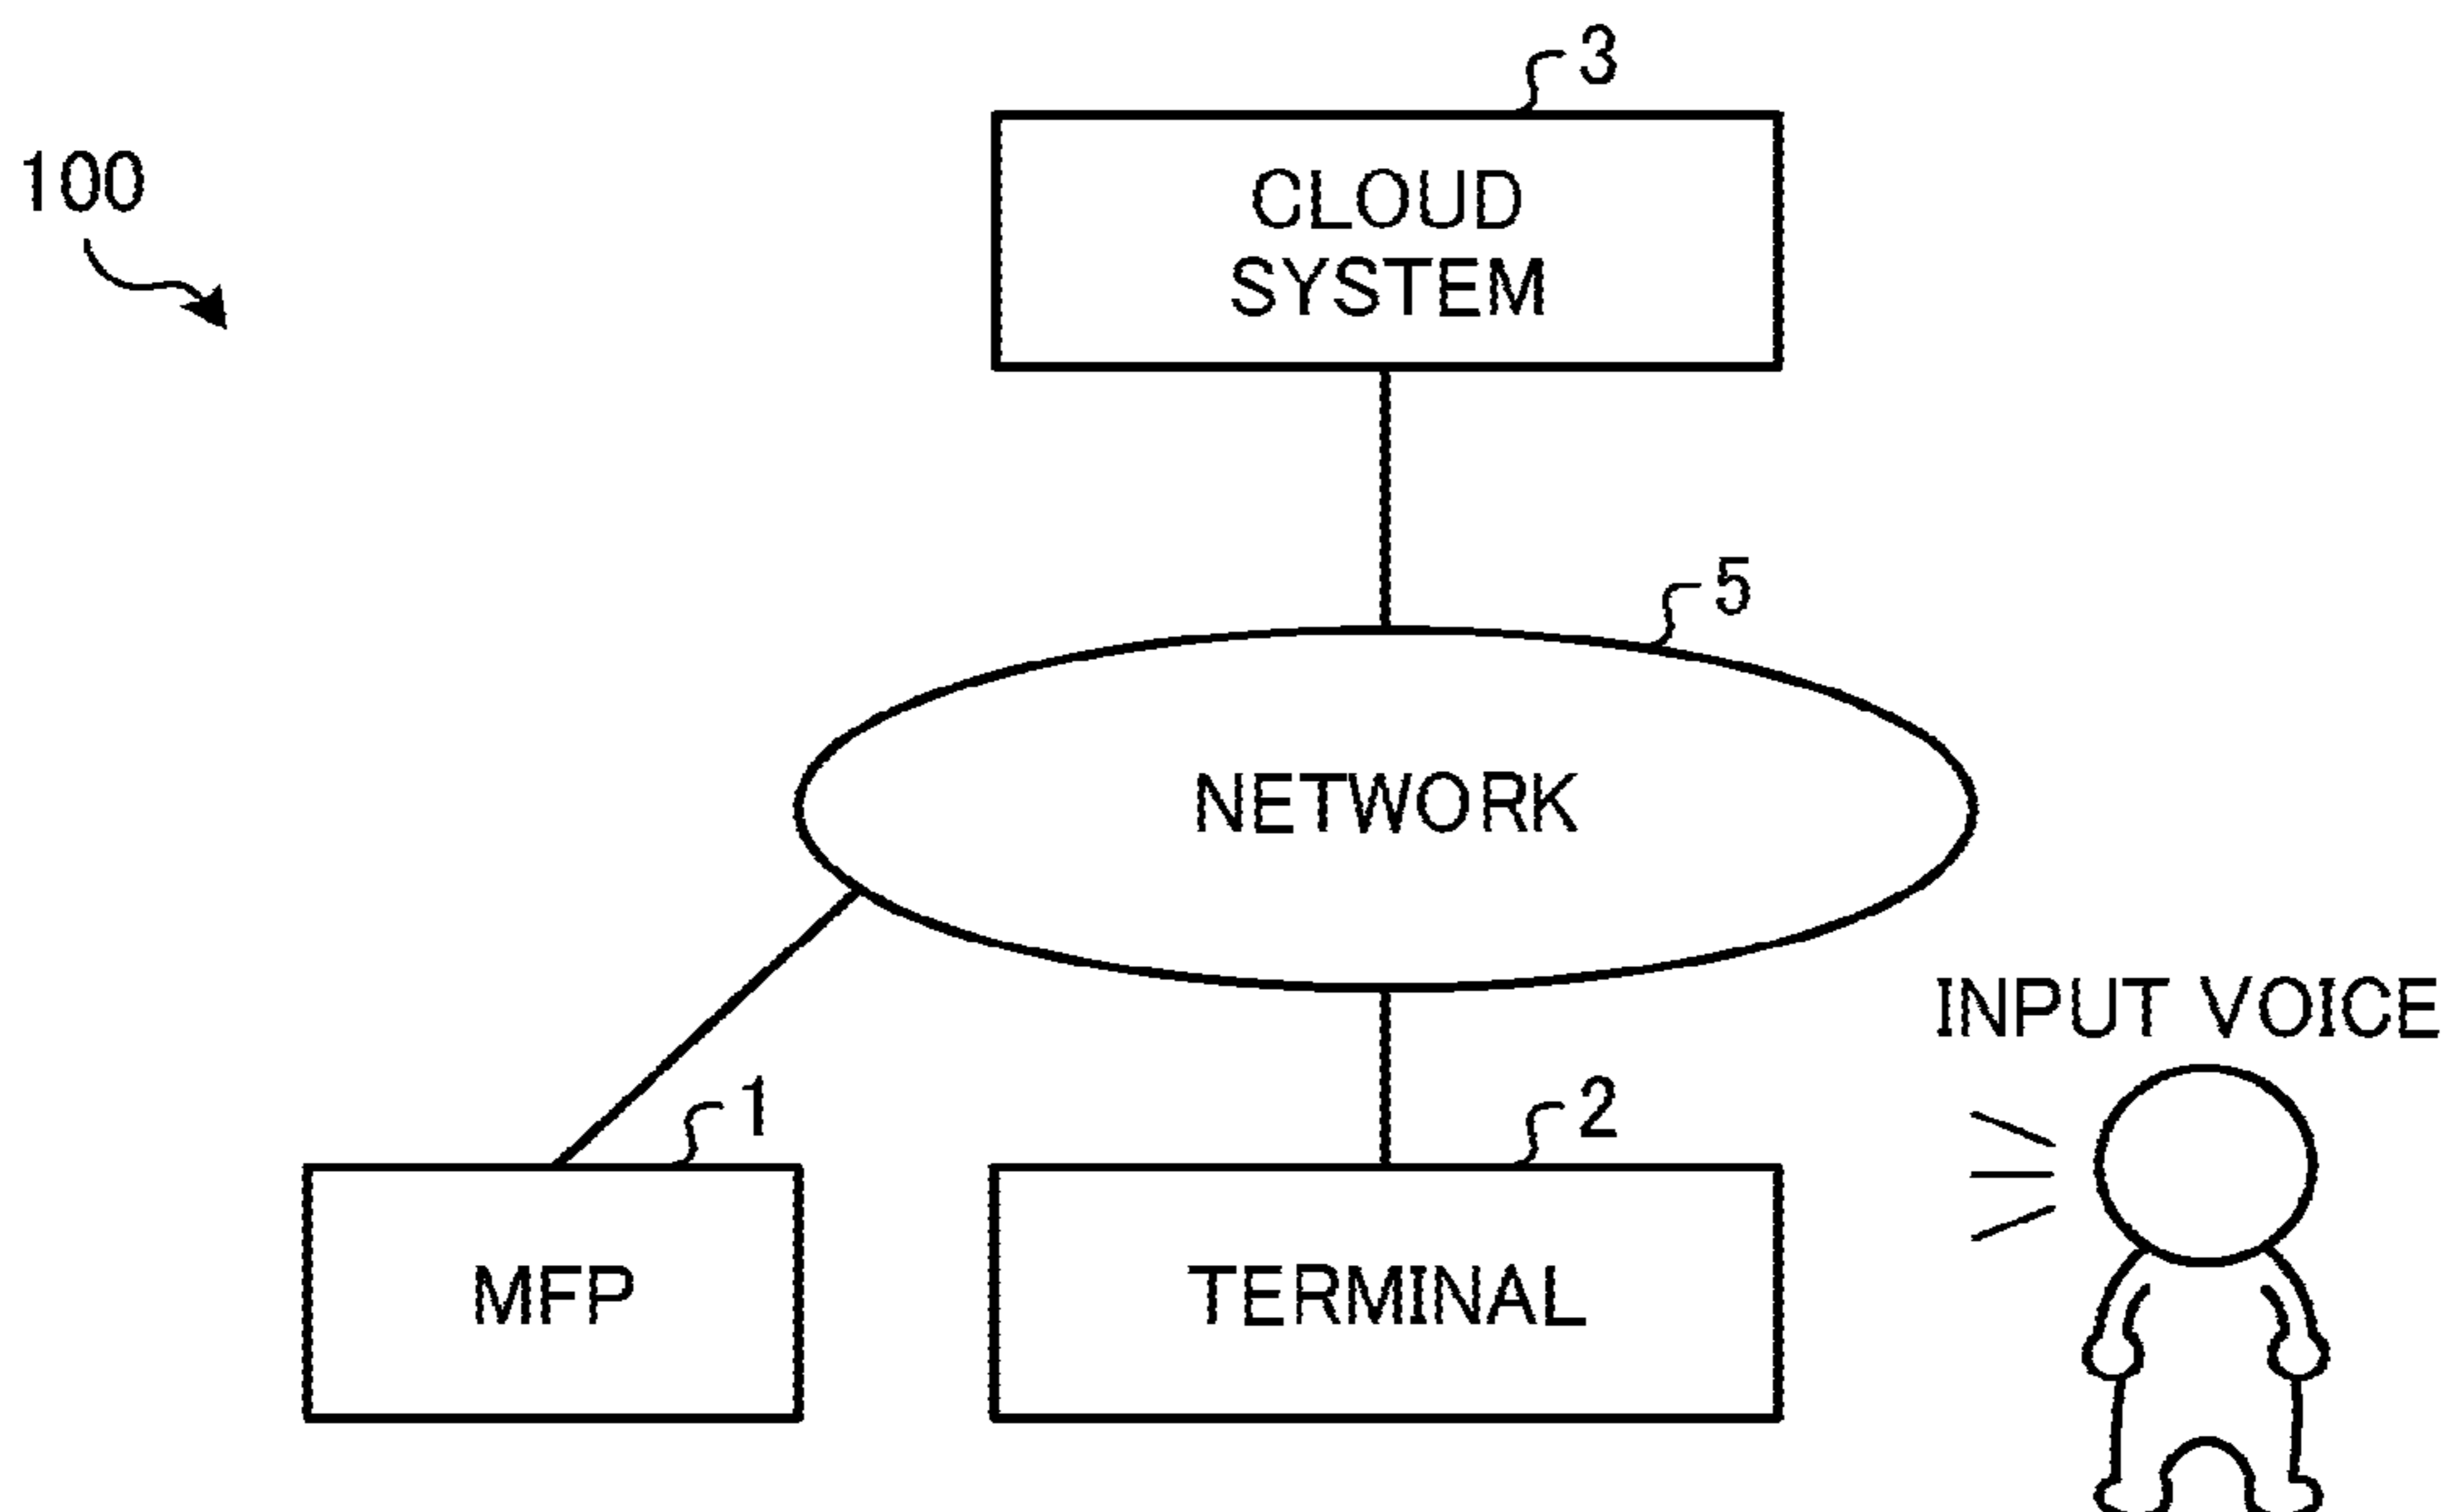 3
100
CLOUD
SYSTEM
5
NETWORK
INPUT VOICE
1
2
MFP
TERMINAL